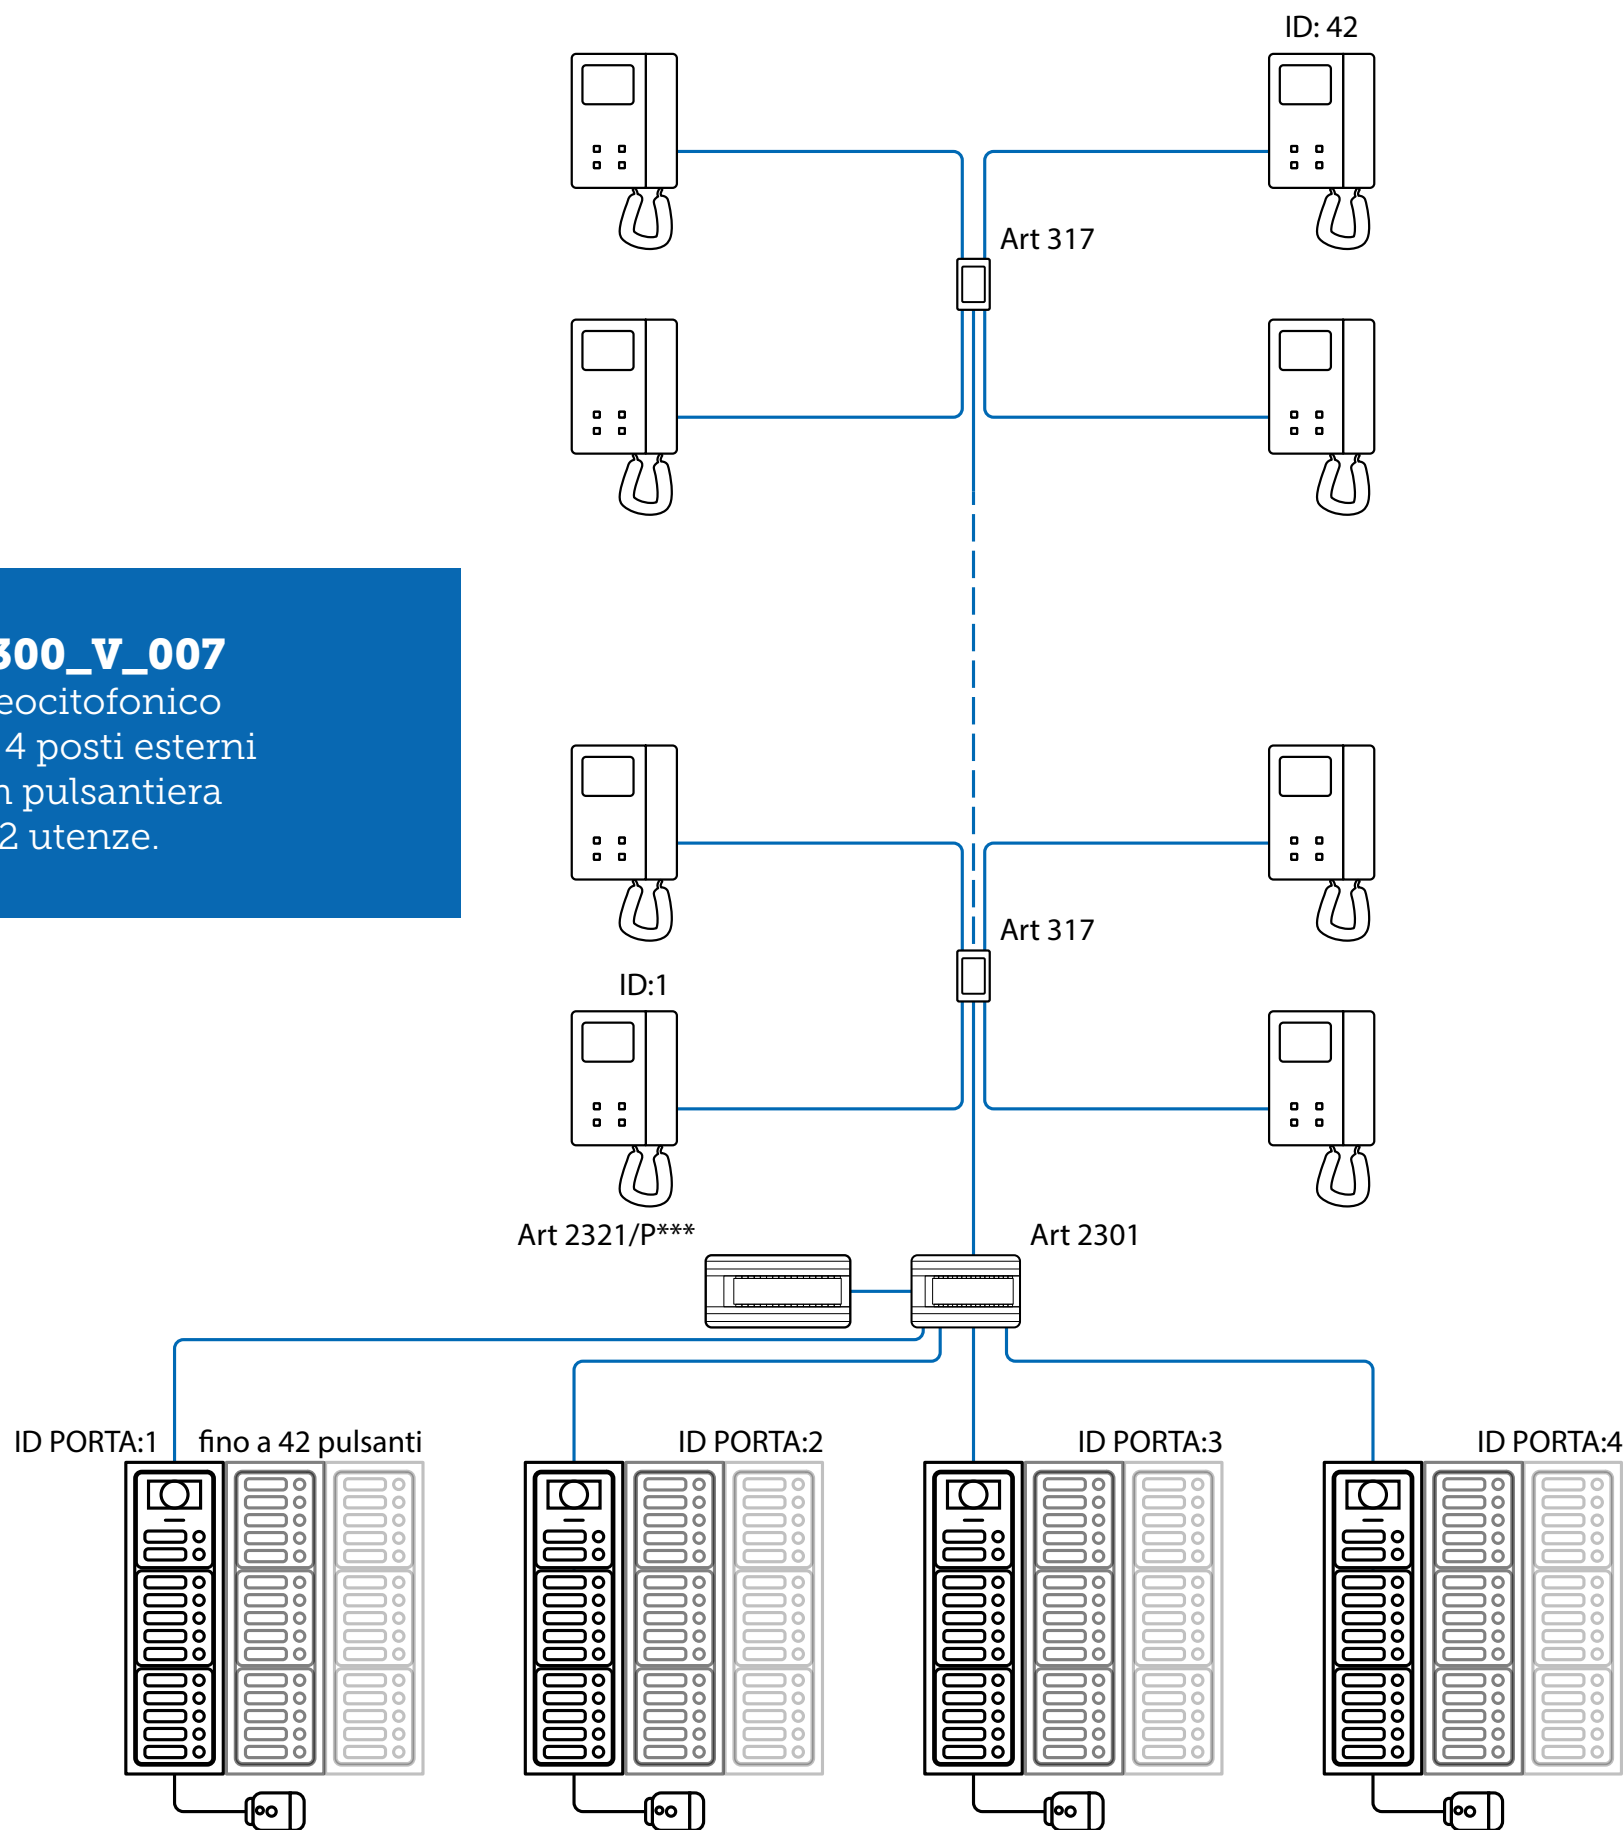 ID: 42
Art 317
300_V_007
eocitofonico
4 posti esterni
pulsantiera
2 utenze.
Art 317
ID:1
Art 2321/P***
Art 2301
ID PORTA:1
fino a 42 pulsanti
ID PORTA:2
ID PORTA:3
ID PORTA:4